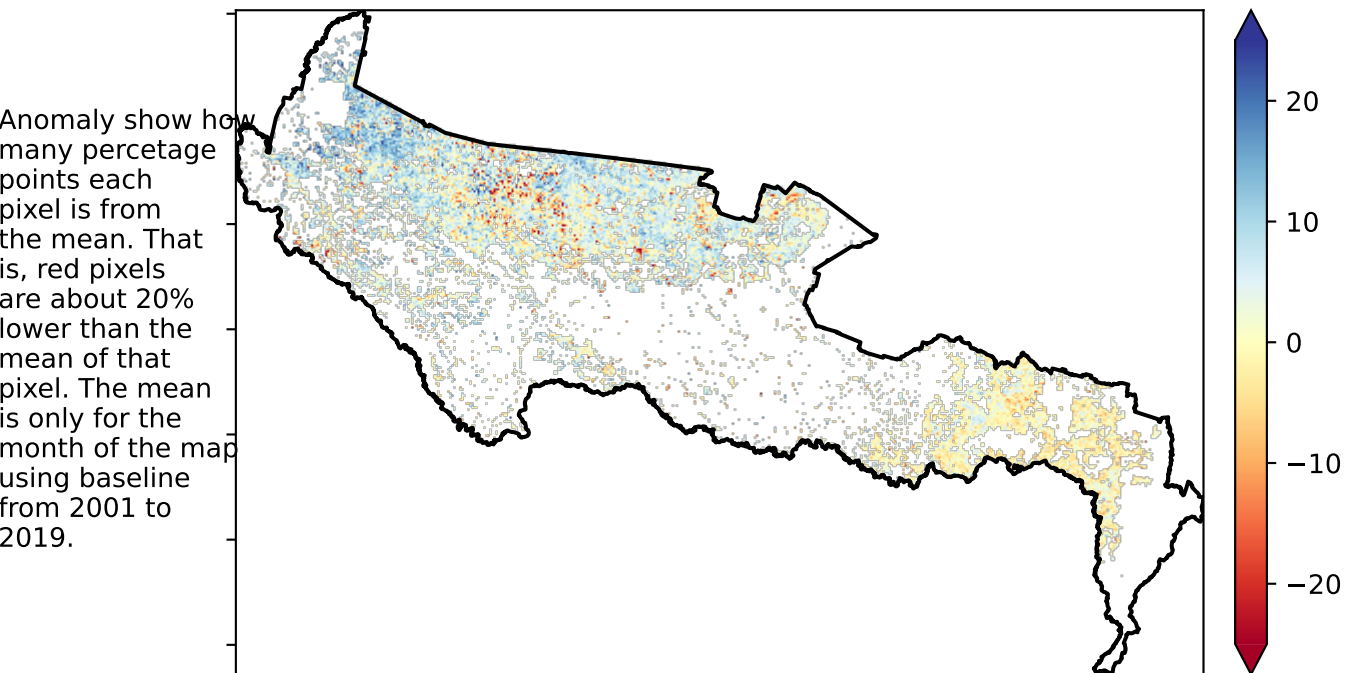 Anomaly show how
many percetage
points each
pixel is from
the mean. That
is, red pixels
are about 20%
lower than the
mean of that
pixel. The mean
is only for the
month of the map
using baseline
from 2001 to
2019.
20
10
0
−10
−20